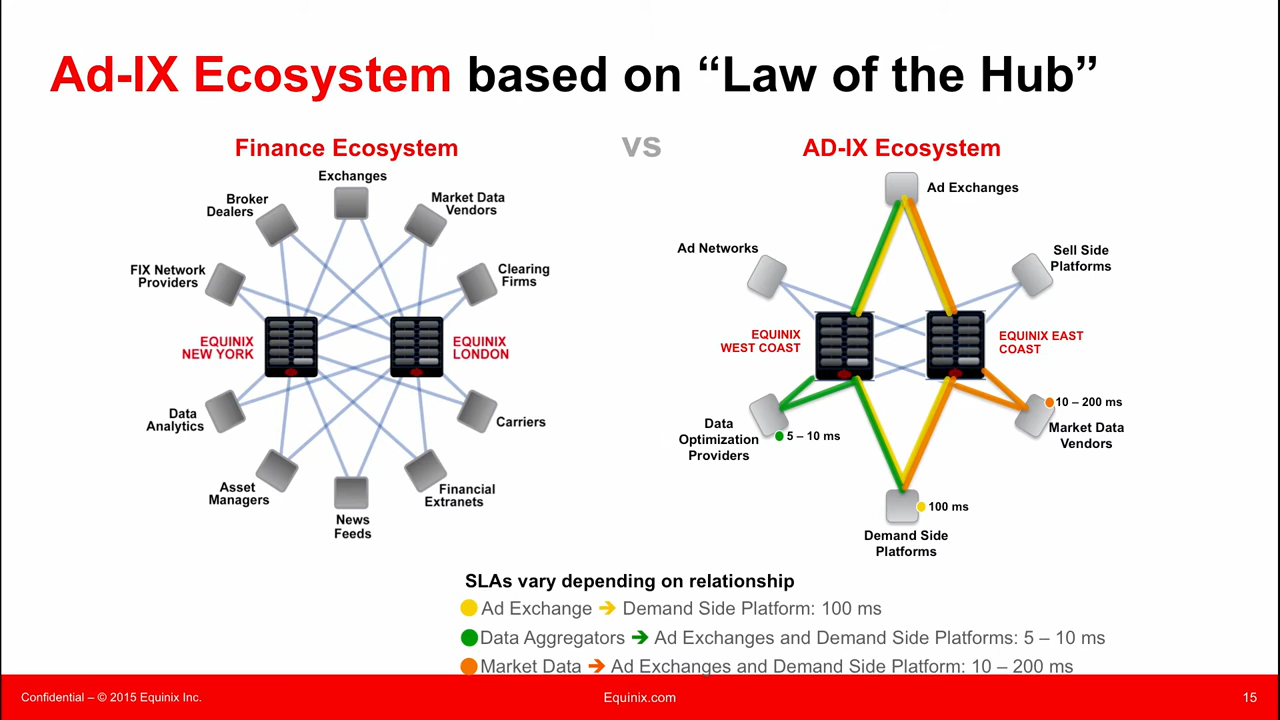 Ad-IX Ecosystem based on “Law of the Hub”
Finance Ecosystem
vs
AD-IX Ecosystem
Exchanges
Broker
Dealers
Market Data
Vendors
FIX Network
Providers
Clearing
Firms
EQUINIX
NEW YORK
EQUINIX
LONDON
Data
Analytics
Carriers
Asset
Managers
Financial
Extranets
News
Feeds
Ad Exchanges
Ad Networks
Sell Side
Platforms
EQUINIX
WEST COAST
EQUINIX EAST
COAST
10 – 200 ms
Market Data
Vendors
Data
Optimization
Providers
5 – 10 ms
100 ms
Demand Side
Platforms
SLAs vary depending on relationship
Ad Exchange ➔ Demand Side Platform: 100 ms
Data Aggregators ➔ Ad Exchanges and Demand Side Platforms: 5 – 10 ms
Market Data ➔ Ad Exchanges and Demand Side Platform: 10 – 200 ms
Confidential – © 2015 Equinix Inc.
Equinix.com
15